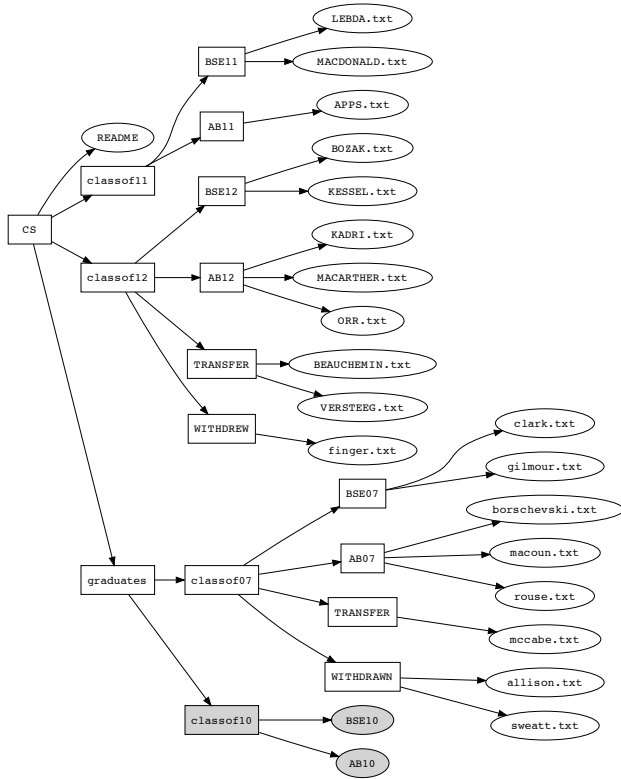 LEBDA.txt
BSE11
MACDONALD.txt
APPS.txt
AB11
README
BOZAK.txt
classof11
BSE12
KESSEL.txt
CS
KADRI.txt
classof12
AB12
MACARTHER.txt
ORR.txt
TRANSFER
BEAUCHEMIN.txt
VERSTEEG.txt
WITHDREW
clark.txt
finger.txt
gilmour.txt
BSE07
borschevski.txt
AB07
macoun.txt
graduates
classof07
rouse.txt
TRANSFER
mccabe.txt
WITHDRAWN
allison.txt
classof10
BSE10
sweatt.txt
AB10